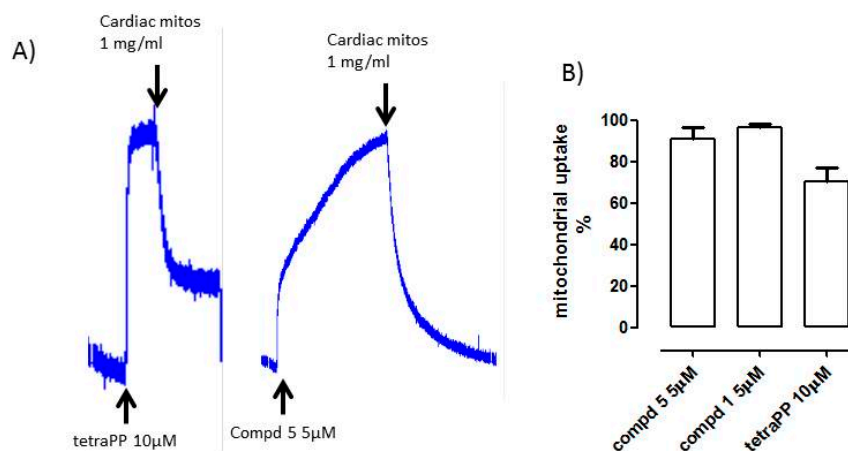 A)
Cardiac mitos
1 mg/ml
Cardiac mitos
1 mg/ml
tetraPP 10µM
Compd 5 5µM
B)
mitochondrial uptake
%
100
80
60
40
20
0
compd 5 5µM
compd 1 5µM
tetraPP 10µM